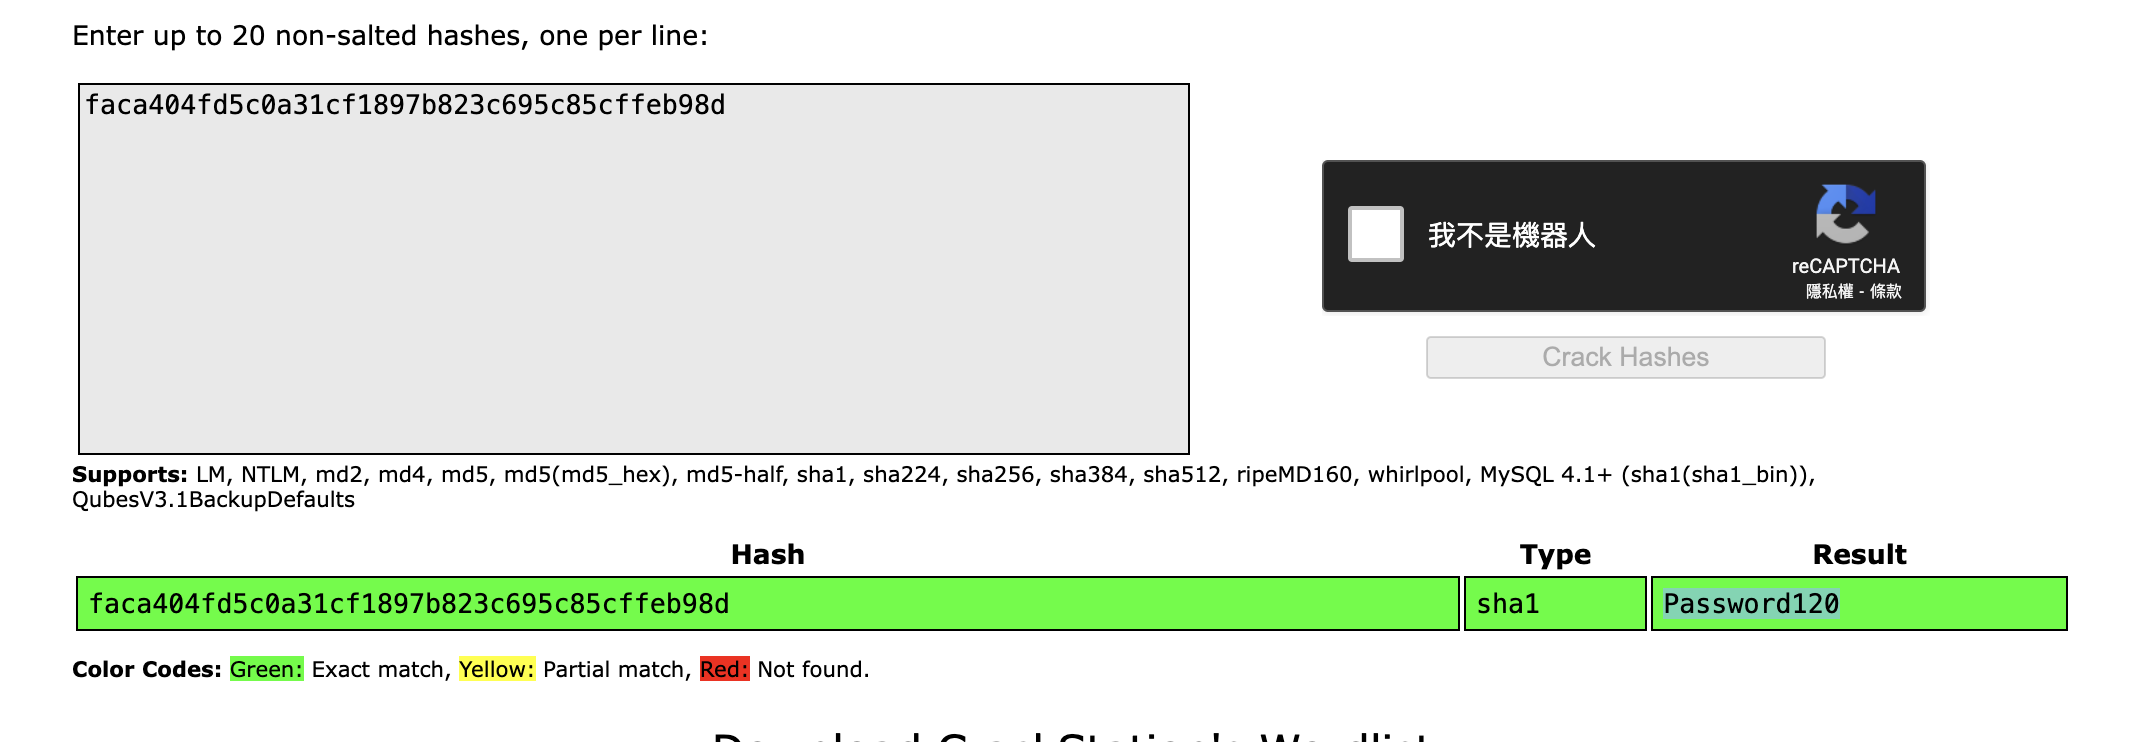 Enter up to 20 non-salted hashes, one per line:
faca404fd5c0a31cf1897b823c695c85cffeb98d
我不是機器人
reCAPTCHA
隱私權 - 條款
Crack Hashes
Supports: LM, NTLM, md2, md4, md5, md5(md5_hex), md5-half, sha1, sha224, sha256, sha384, sha512, ripeMD160, whirlpool, MySQL 4.1+ (sha1(sha1_bin)),
QubesV3.1BackupDefaults
Hash Type Result
faca404fd5c0a31cf1897b823c695c85cffeb98d sha1 Password120
Color Codes: Green: Exact match, Yellow: Partial match, Red: Not found.
Download CrackStation's Wordlist